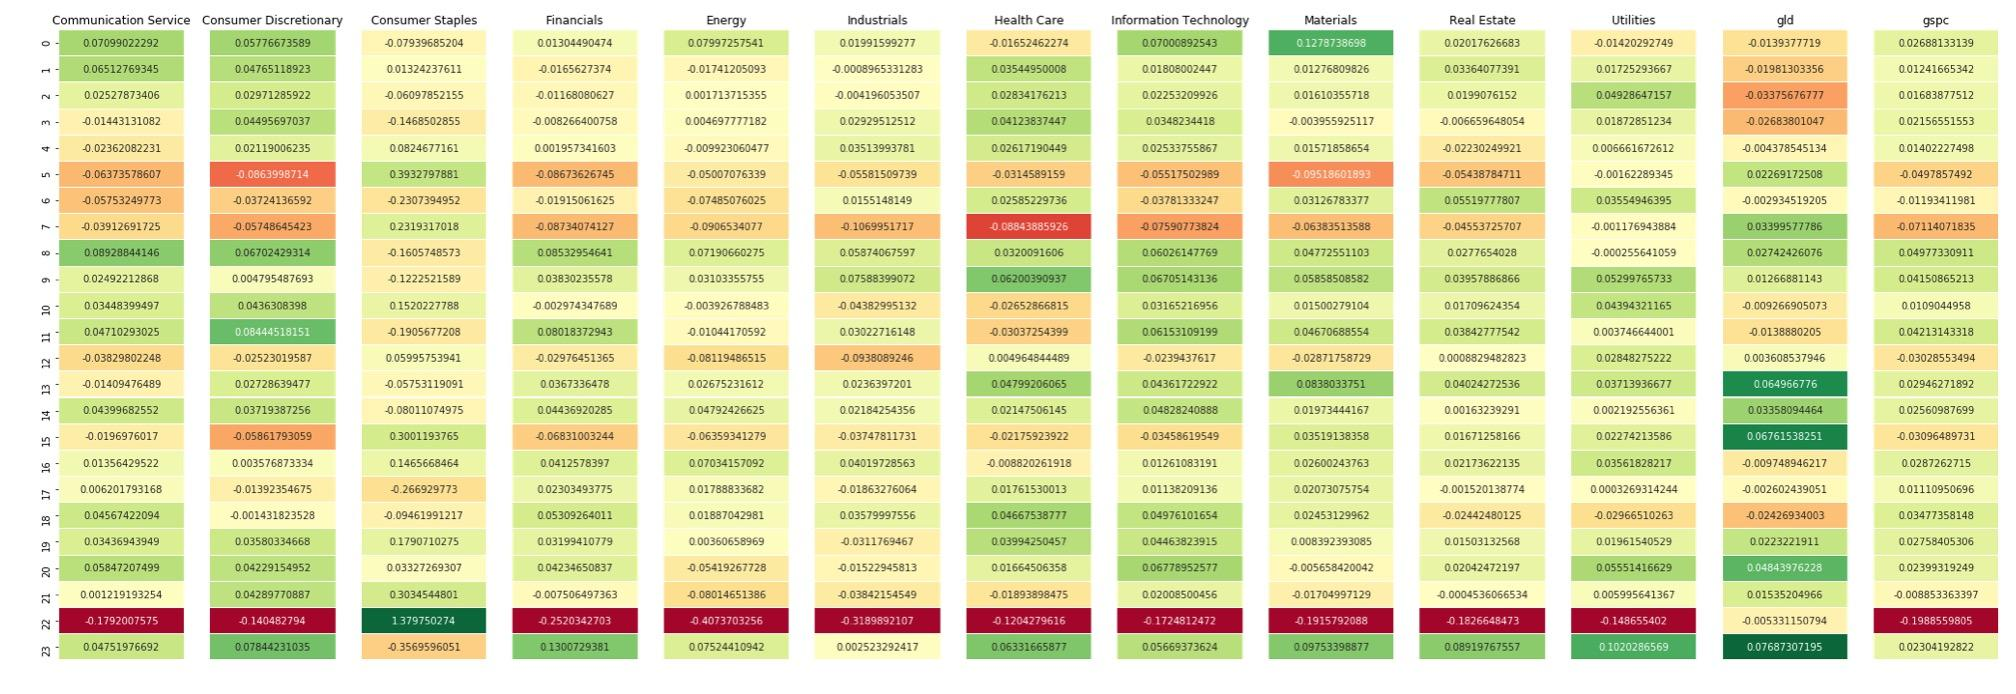 Communication Service Consumer Discretionary Consumer Staples Financials Energy Industrials Health Care Information Technology Materials Real Estate Utilities gld gspc
0 0.07099022292 0.05776673589 -0.07939685204 0.01304490474 0.07997257541 0.01991599277 -0.01652462274 0.07000892543 0.1278738698 0.02017626683 -0.01420292749 -0.0139377719 0.02688133139
1 0.06512769345 0.04765118923 0.01324237611 -0.0165627374 -0.01741205093 -0.0008965331283 0.03544950008 0.01808002447 0.01276809826 0.03364077391 0.01725293667 -0.01981303356 0.01241665342
2 0.02527873406 0.02971285922 -0.06097852155 -0.01168080627 0.001713715355 -0.004196053507 0.02834176213 0.02253209926 0.01610355718 0.0199076152 0.04928647157 -0.03375676777 0.01683877512
3 -0.01443131082 0.04495697037 -0.1468502855 -0.008266400758 0.004697777182 0.02929512512 0.04123837447 0.0348234418 -0.003955925117 -0.006659648054 0.01872851234 -0.02683801047 0.02156551553
4 -0.02362082231 0.02119006235 0.0824677161 0.001957341603 -0.009923060477 0.03513993781 0.02617190449 0.02533755867 0.01571858654 -0.02230249921 0.006661672612 -0.004378545134 0.01402227498
5 -0.06373578607 -0.0863998714 0.3932797881 -0.08673626745 -0.05007076339 -0.05581509739 -0.0314589159 -0.05517502989 -0.09518601893 -0.05438784711 -0.00162289345 0.02269172508 -0.0497857492
6 -0.05753249773 -0.03724136592 -0.2307394952 -0.01915061625 -0.07485076025 0.0155148149 0.02585229736 -0.03781333247 0.03126783377 0.05519777807 0.03554946395 -0.002934519205 -0.01193411981
7 -0.03912691725 -0.05748645423 0.2319317018 -0.08734074127 -0.0906534077 -0.1069951717 -0.08843885926 -0.07590773824 -0.06383513588 -0.04553725707 -0.001176943884 0.03399577786 -0.07114071835
8 0.08928844146 0.06702429314 -0.1605748573 0.08532954641 0.07190660275 0.05874067597 0.0320091606 0.06026147769 0.04772551103 0.0277654028 -0.000255641059 0.02742426076 0.04977330911
9 0.02492212868 0.004795487693 -0.1222521589 0.03830235578 0.03103355755 0.07588399072 0.06200390937 0.06705143136 0.05858508582 0.03957886866 0.05299765733 0.01266881143 0.04150865213
10 0.03448399497 0.0436308398 0.1520227788 -0.002974347689 -0.003926788483 -0.04382995132 -0.02652866815 0.03165216956 0.01500279104 0.01709624354 0.04394321165 -0.009266905073 0.0109044958
11 0.04710293025 0.08444518151 -0.1905677208 0.08018372943 -0.01044170592 0.03022716148 -0.03037254399 0.06153109199 0.04670688554 0.03842777542 0.003746644001 -0.0138880205 0.04213143318
12 -0.03829802248 -0.02523019587 0.05995753941 -0.02976451365 -0.08119486515 -0.0938089246 0.004964844489 -0.0239437617 -0.02871758729 0.0008829482823 0.02848275222 0.003608537946 -0.03028553494
13 -0.01409476489 0.02728639477 -0.05753119091 0.0367336478 0.02675231612 0.0236397201 0.04799206065 0.04361722922 0.0838033751 0.04024272536 0.03713936677 0.064966776 0.02946271892
14 0.04399682552 0.03719387256 -0.08011074975 0.04436920285 0.04792426625 0.02184254356 0.02147506145 0.04828240888 0.01973444167 0.00163239291 0.002192556361 0.03358094464 0.02560987699
15 -0.0196976017 -0.05861793059 0.3001193765 -0.06831003244 -0.06359341279 -0.03747811731 -0.02175923922 -0.03458619549 0.03519138358 0.01671258166 0.02274213586 0.06761538251 -0.03096489731
16 0.01356429522 0.003576873334 0.1465668464 0.0412578397 0.07034157092 0.04019728563 -0.008820261918 0.01261083191 0.02600243763 0.02173622135 0.03561828217 -0.009748946217 0.0287262715
17 0.006201793168 -0.01392354675 -0.266929773 0.02303493775 0.01788833682 -0.01863276064 0.01761530013 0.01138209136 0.02073075754 -0.001520138774 0.0003269314244 -0.002602439051 0.01110950696
18 0.04567422094 -0.001431823528 -0.09461991217 0.05309264011 0.01887042981 0.03579997556 0.04667538777 0.04976101654 0.02453129962 -0.02442480125 -0.02966510263 -0.02426934003 0.03477358148
19 0.03436943949 0.03580334668 0.1790710275 0.03199410779 0.00360658969 -0.0311769467 0.03994250457 0.04463823915 0.008392393085 0.01503132568 0.01961540529 0.0223221911 0.02758405306
20 0.05847207499 0.04229154952 0.03327269307 0.04234650837 -0.05419267728 -0.01522945813 0.01664506358 0.06778952577 -0.005658420042 0.02042472197 0.05551416629 0.04843976228 0.02399319249
21 0.001219193254 0.04289770887 0.3034544801 -0.007506497363 -0.08014651386 -0.03842154549 -0.01893898475 0.02008500456 -0.01704997129 -0.0004536066534 0.005995641367 0.01535204966 -0.008853363397
22 -0.1792007575 -0.140482794 1.379750274 -0.2520342703 -0.4073703256 -0.3189892107 -0.1204279616 -0.1724812472 -0.1915792088 -0.1826648473 -0.148655402 -0.005331150794 -0.1988559805
23 0.04751976692 0.07844231035 -0.3569596051 0.1300729381 0.07524410942 0.002523292417 0.06331665877 0.05669373624 0.09753398877 0.08919767557 0.1020286569 0.07687307195 0.02304192822